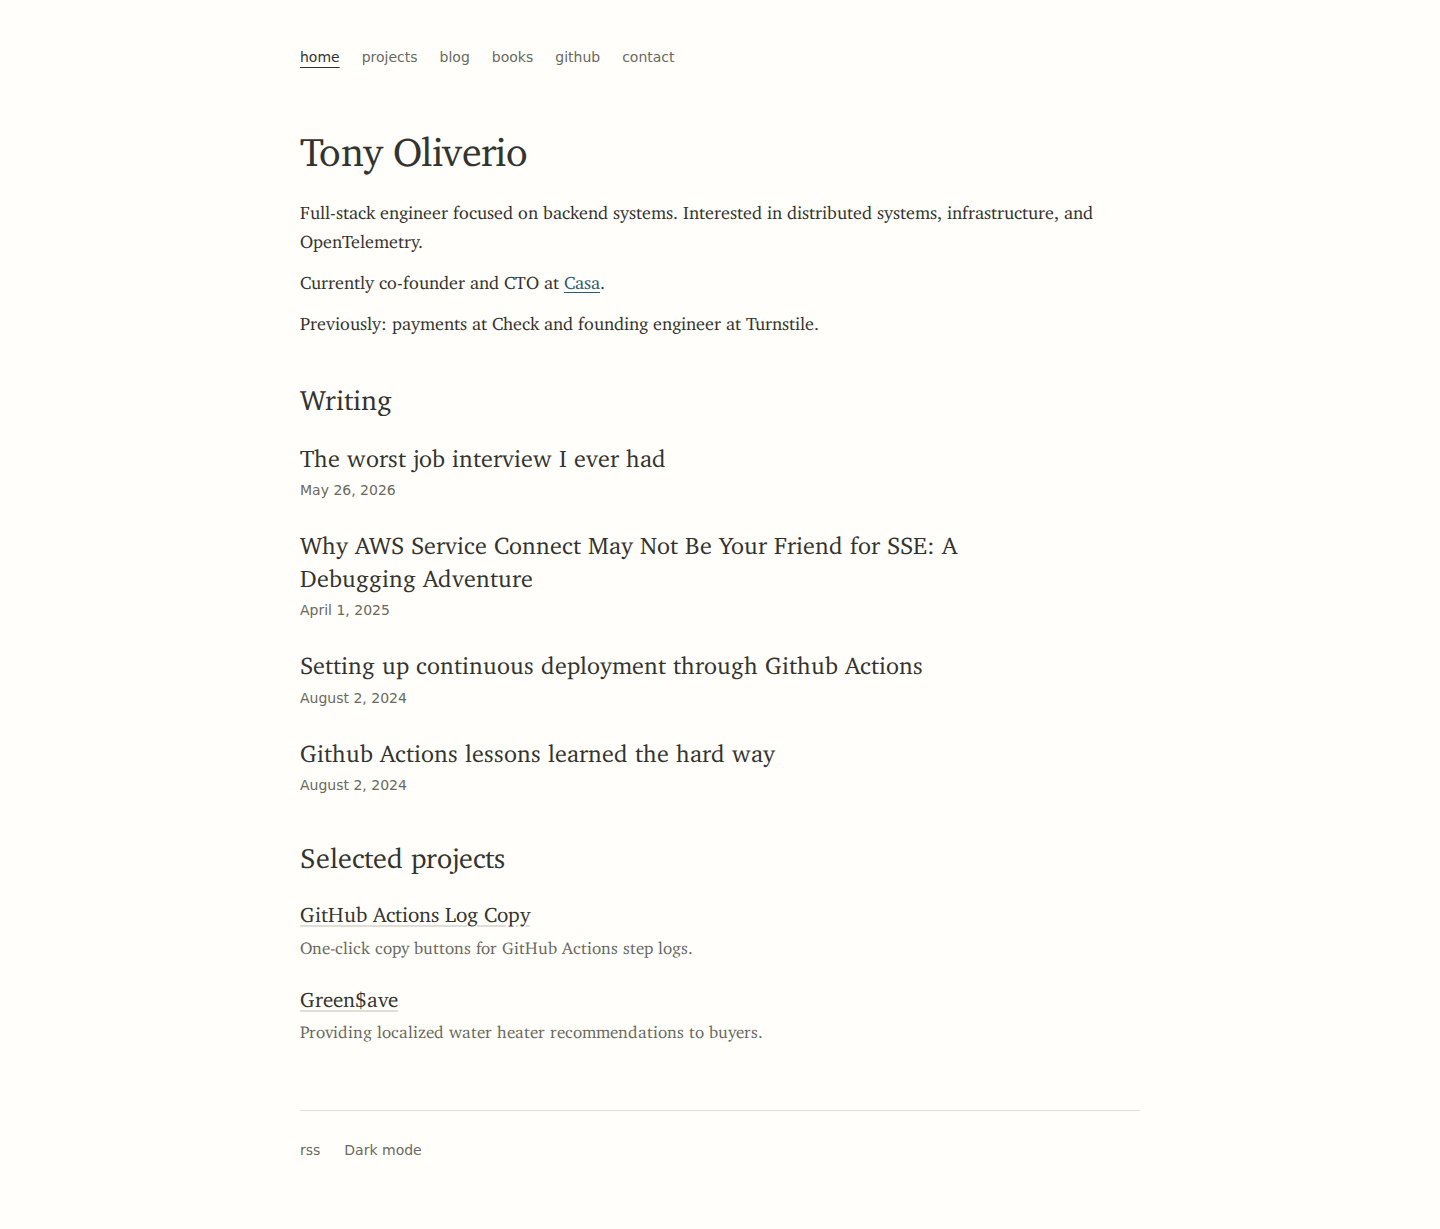 home projects blog books github contact
Tony Oliverio
Full-stack engineer focused on backend systems. Interested in distributed systems, infrastructure, and
OpenTelemetry.
Currently co-founder and CTO at Casa.
Previously: payments at Check and founding engineer at Turnstile.
Writing
The worst job interview I ever had
May 26, 2026
Why AWS Service Connect May Not Be Your Friend for SSE: A
Debugging Adventure
April 1, 2025
Setting up continuous deployment through Github Actions
August 2, 2024
Github Actions lessons learned the hard way
August 2, 2024
Selected projects
GitHub Actions Log Copy
One-click copy buttons for GitHub Actions step logs.
Green$ave
Providing localized water heater recommendations to buyers.
rss Dark mode